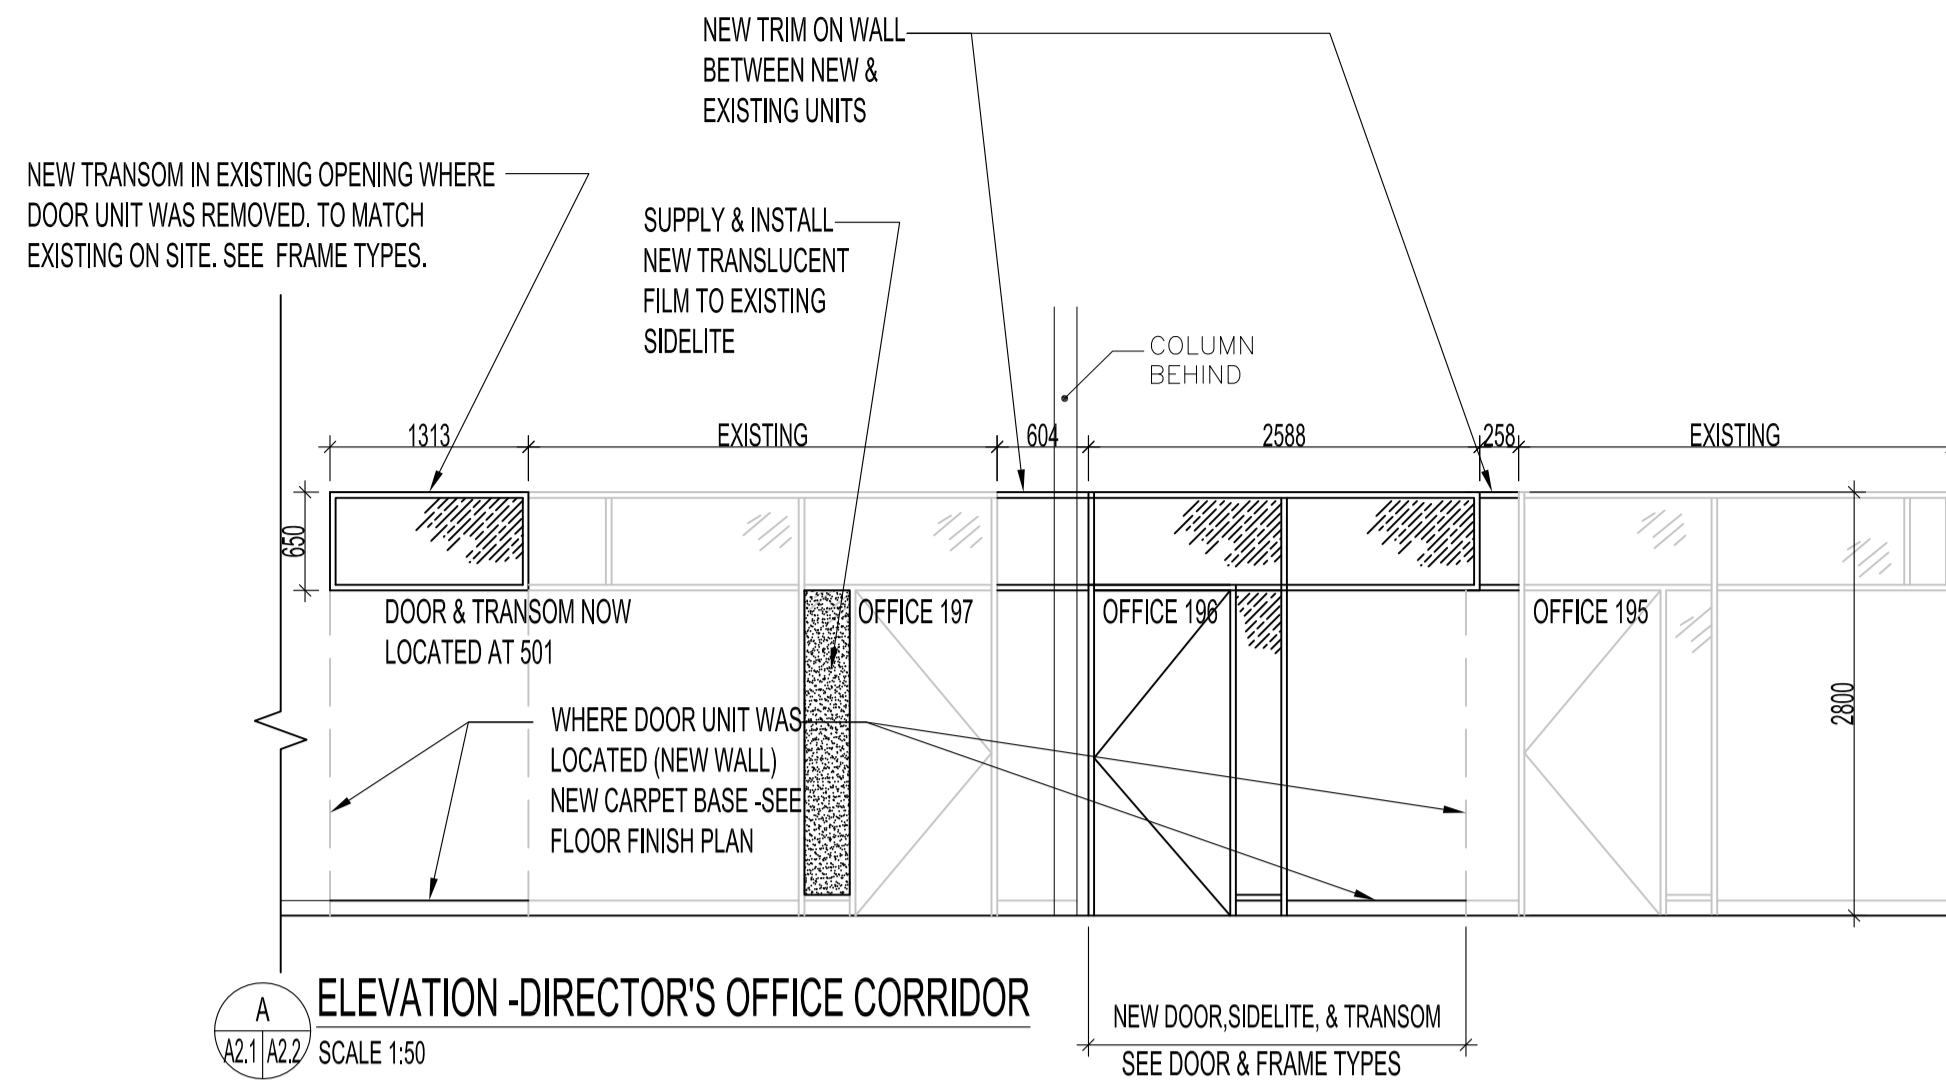 NEW TRIM ON WALL
BETWEEN NEW &
EXISTING UNITS
NEW TRANSOM IN EXISTING OPENING WHERE
DOOR UNIT WAS REMOVED. TO MATCH
EXISTING ON SITE. SEE FRAME TYPES.
SUPPLY & INSTALL
NEW TRANSLUCENT
FILM TO EXISTING
SIDELITE
COLUMN
BEHIND
1313
EXISTING
604
2588
258
EXISTING
650
DOOR & TRANSOM NOW
LOCATED AT 501
OFFICE 197
OFFICE 196
OFFICE 195
WHERE DOOR UNIT WAS
LOCATED (NEW WALL)
NEW CARPET BASE -SEE
FLOOR FINISH PLAN
2800
A
A2.1 A2.2
ELEVATION -DIRECTOR'S OFFICE CORRIDOR
SCALE 1:50
NEW DOOR,SIDELITE, & TRANSOM
SEE DOOR & FRAME TYPES